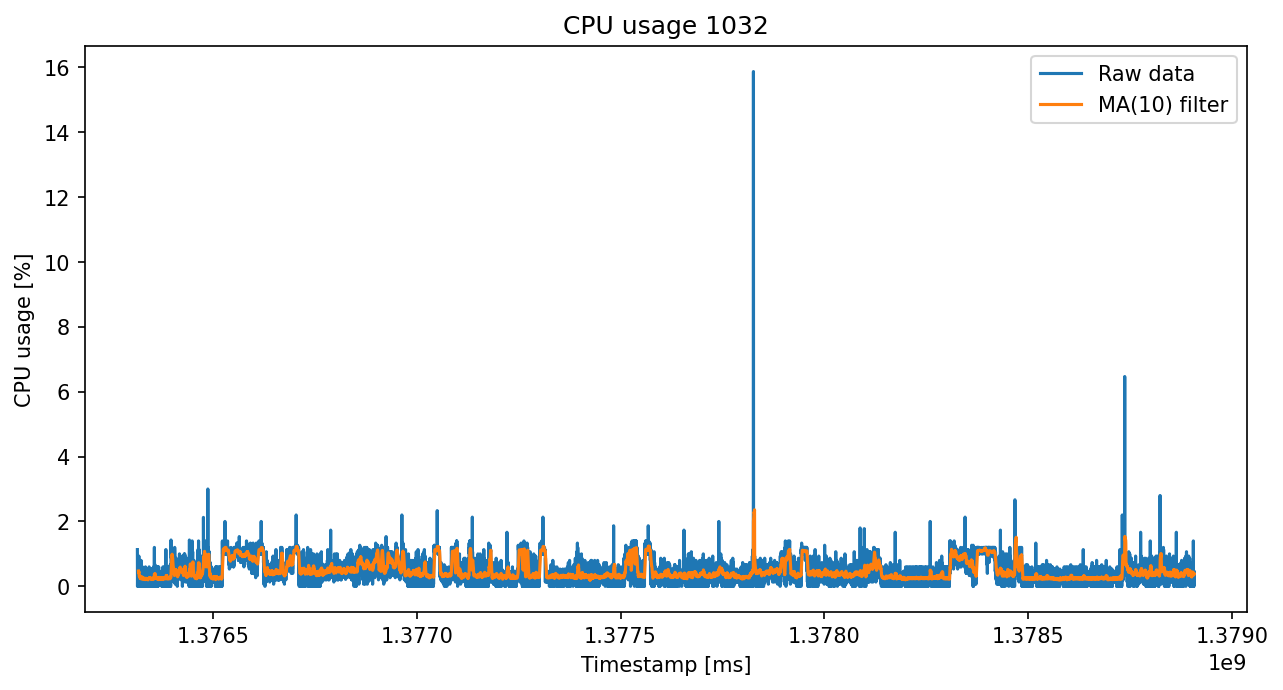 CPU usage 1032
Raw data
MA(10) filter
CPU usage [%]
16
14
12
10
8
6
4
2
0
1.3765 1.3770 1.3775 1.3780 1.3785 1.3790
1e9
Timestamp [ms]